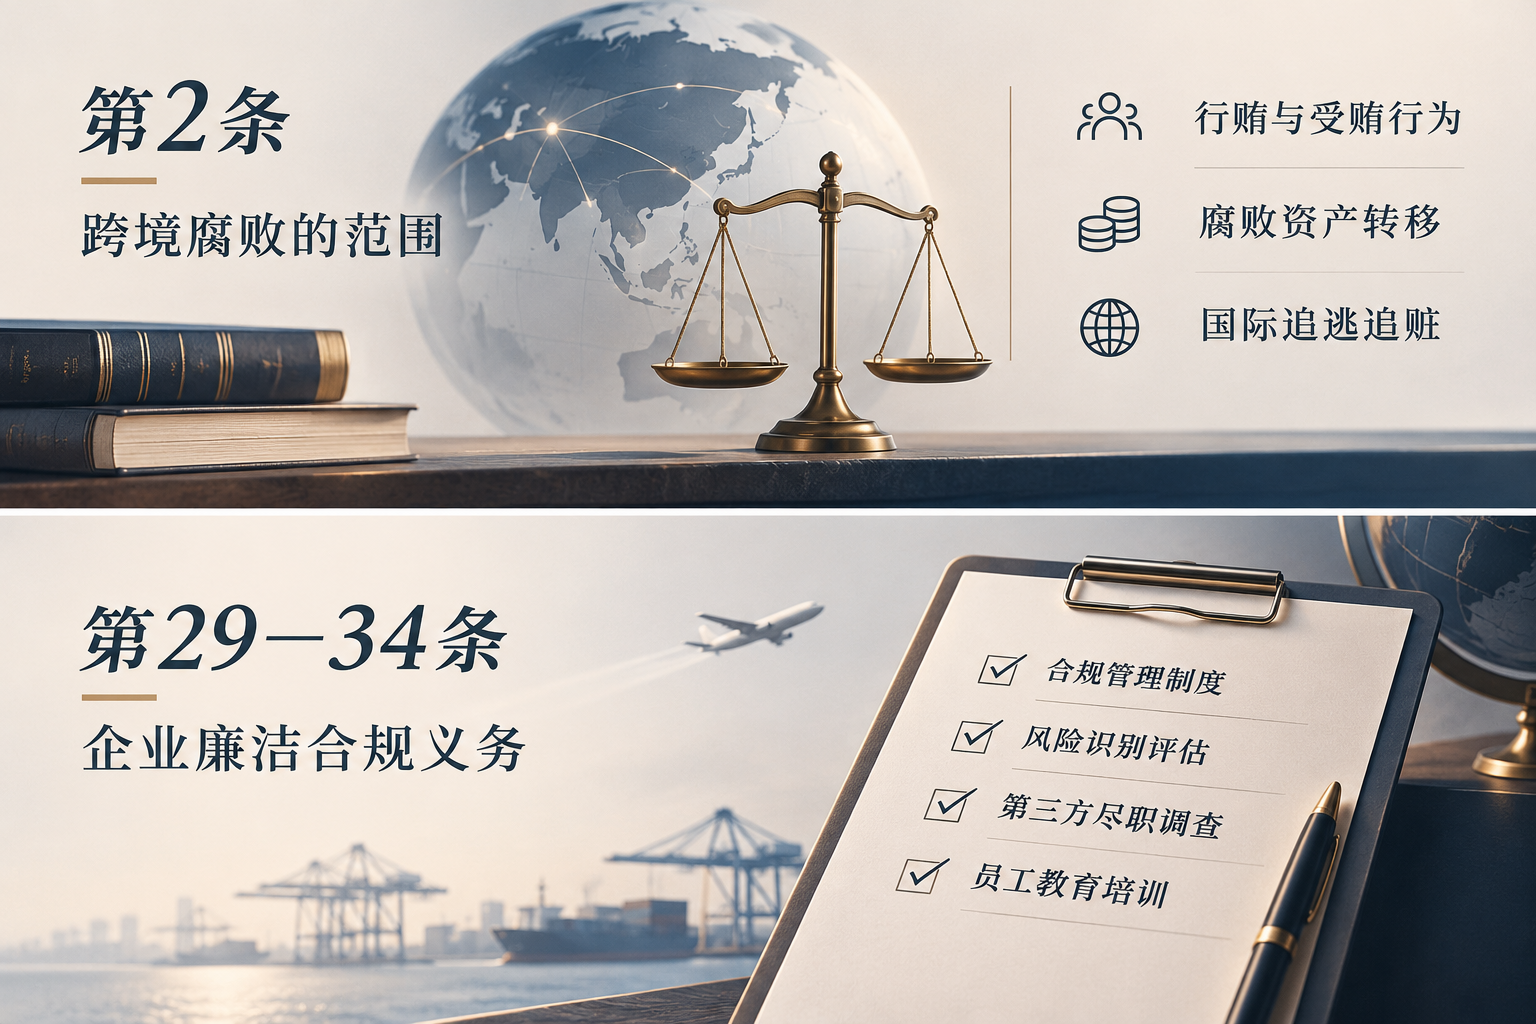 第2条
跨境腐败的范围
行贿与受贿行为
腐败资产转移
国际追逃追赃
第29—34条
企业廉洁合规义务
合规管理制度
风险识别评估
第三方尽职调查
员工教育培训